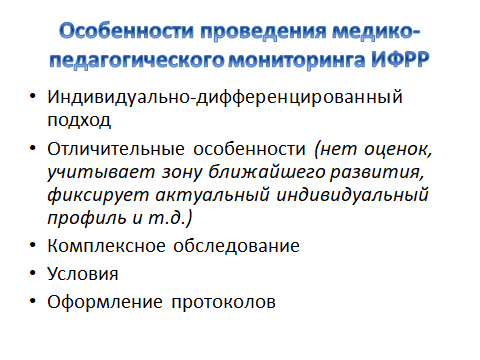 Особенности проведения медико-
педагогического мониторинга ИФРР
• Индивидуально-дифференцированный
подход
• Отличительные особенности (нет оценок,
учитывает зону ближайшего развития,
фиксирует актуальный индивидуальный
профиль и т.д.)
• Комплексное обследование
• Условия
• Оформление протоколов